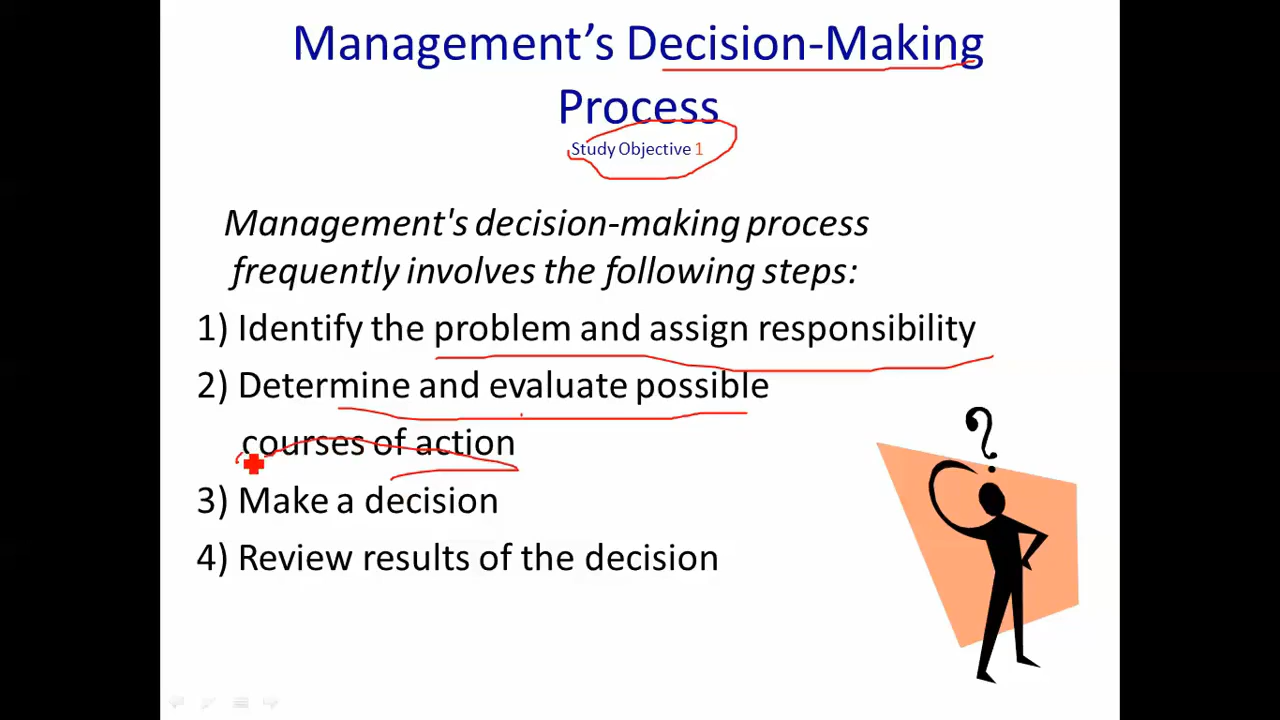 Management’s Decision-Making
Process
Study Objective 1
Management's decision-making process
frequently involves the following steps:
1) Identify the problem and assign responsibility
2) Determine and evaluate possible
courses of action
3) Make a decision
4) Review results of the decision
?